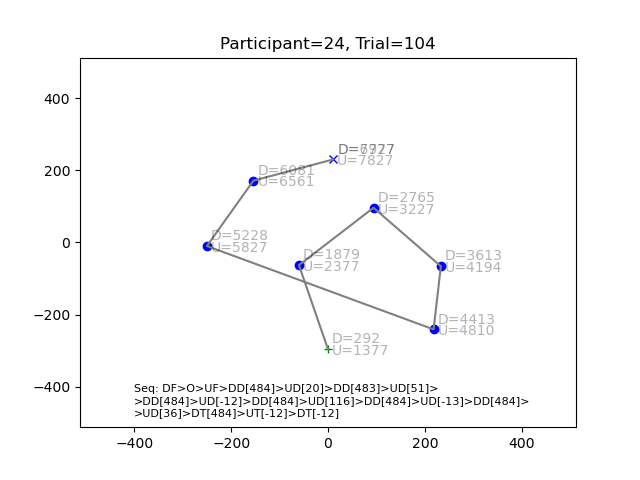 Participant=24, Trial=104
400
200
0
−200
−400
U=7827
D=6081
U=6561
D=2765
U=3227
D=5228
U=5827
D=1879
U=2377
D=3613
U=4194
D=4413
U=4810
D=292
U=1377
Seq: DF>O>UF>DD[484]>UD[20]>DD[483]>UD[51]>
>DD[484]>UD[-12]>DD[484]>UD[116]>DD[484]>UD[-13]>DD[484]>
>UD[36]>DT[484]>UT[-12]>DT[-12]
−400
−200
0
200
400